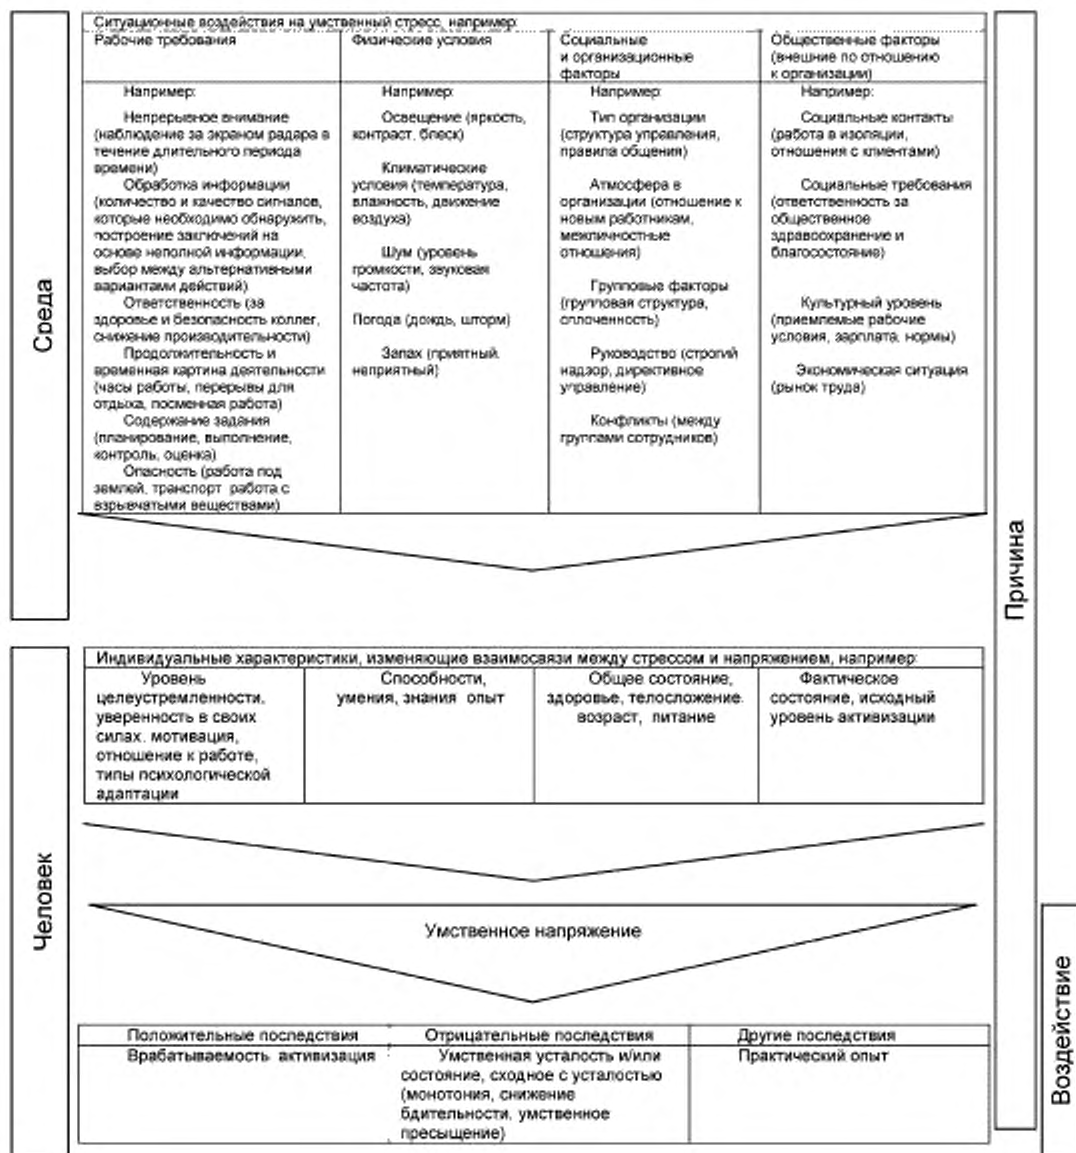 Ситуационные воздействия на умственный стресс, например:
Рабочие требования
Например:
Непрерывное внимание
(наблюдение за экраном радара в
течение длительного периода
времени)
Обработка информации
(количество и качество сигналов,
которые необходимо обнаружить,
построение заключений на
основе неполной информации,
выбор между альтернативными
вариантами действий)
Ответственность (за
здоровье и безопасность коллег,
снижение производительности)
Продолжительность и
временная картина деятельности
(часы работы, перерывы для
отдыха, посменная работа)
Содержание задания
(планирование, выполнение,
контроль, оценка)
Опасность (работа под
землей, транспорт работа с
взрывчатыми веществами)
Физические условия
Например:
Освещение (яркость,
контраст, блеск)
Климатические
условия (температура,
влажность, движение
воздуха)
Шум (уровень
громкости, звуковая
частота)
Погода (дождь, шторм)
Запах (приятный,
неприятный)
Социальные
и организационные
факторы
Например:
Тип организации
(структура управления,
правила общения)
Атмосфера в
организации (отношение к
новым работникам,
межличностные
отношения)
Групповые факторы
(групповая структура,
сплоченность)
Руководство (строгий
надзор, директивное
управление)
Конфликты (между
группами сотрудников)
Общественные факторы
(внешние по отношению
к организации)
Например:
Социальные контакты
(работа в изоляции,
отношения с клиентами)
Социальные требования
(ответственность за
общественное
здравоохранение и
благосостояние)
Культурный уровень
(приемлемые рабочие
условия, зарплата, нормы)
Экономическая ситуация
(рынок труда)
Среда
Причина
Индивидуальные характеристики, изменяющие взаимосвязи между стрессом и напряжением, например:
Уровень
целеустремленности,
уверенность в своих
силах, мотивация,
отношение к работе,
типы психологической
адаптации
Способности,
умения, знания опыт
Общее состояние,
здоровье, телосложение,
возраст, питание
Фактическое
состояние, исходный
уровень активизации
Человек
Умственное напряжение
Воздействие
Положительные последствия
Врабатываемость активизация
Отрицательные последствия
Умственная усталость и/или
состояние, сходное с усталостью
(монотония, снижение
бдительности, умственное
пресыщение)
Другие последствия
Практический опыт